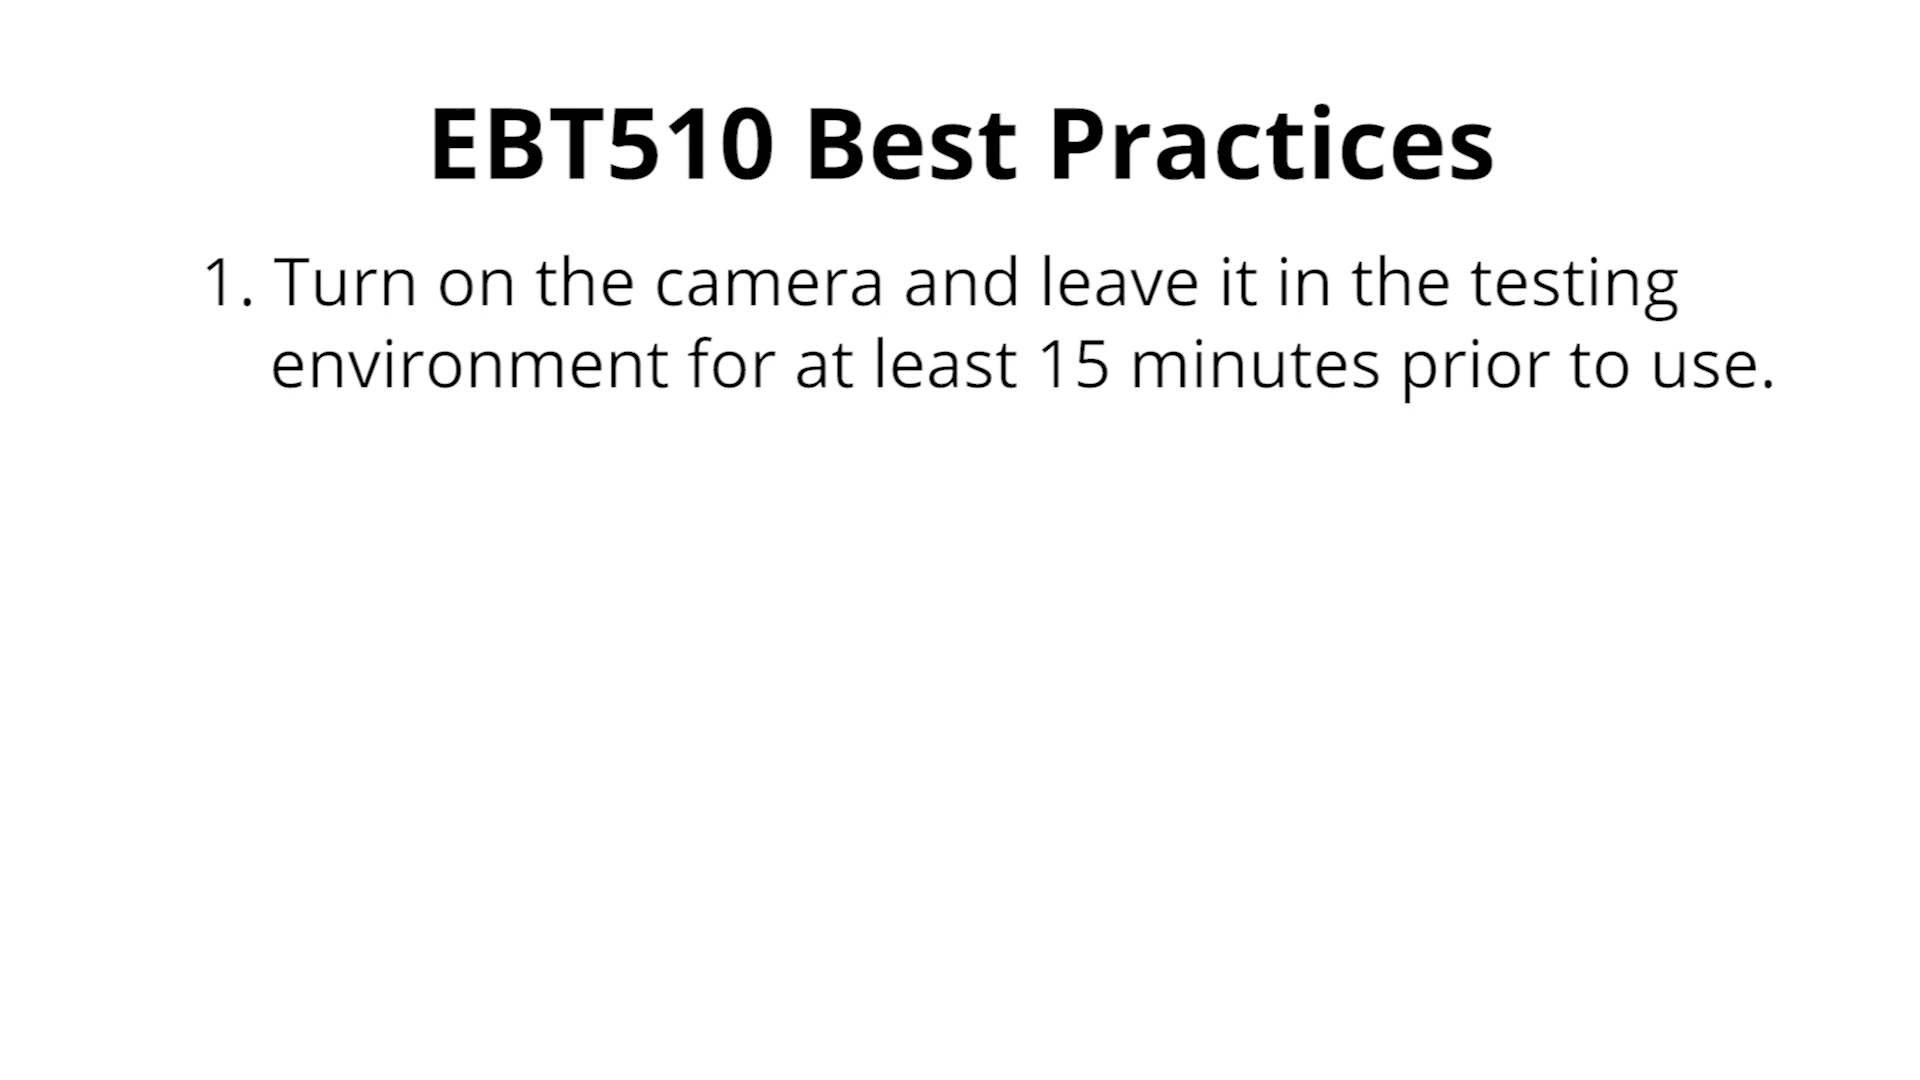 EBT510 Best Practices
1. Turn on the camera and leave it in the testing
environment for at least 15 minutes prior to use.